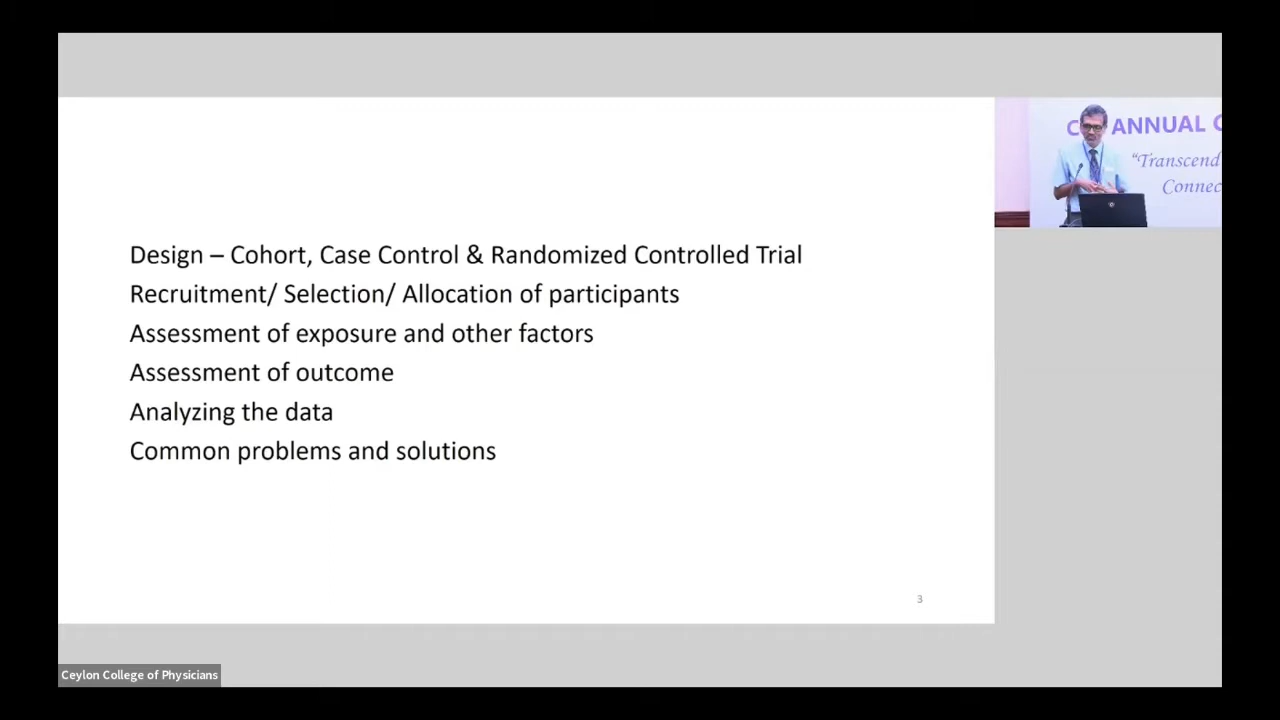 Design – Cohort, Case Control & Randomized Controlled Trial
Recruitment/ Selection/ Allocation of participants
Assessment of exposure and other factors
Assessment of outcome
Analyzing the data
Common problems and solutions
3
ANNUAL
“Transcend
Ceylon College of Physicians